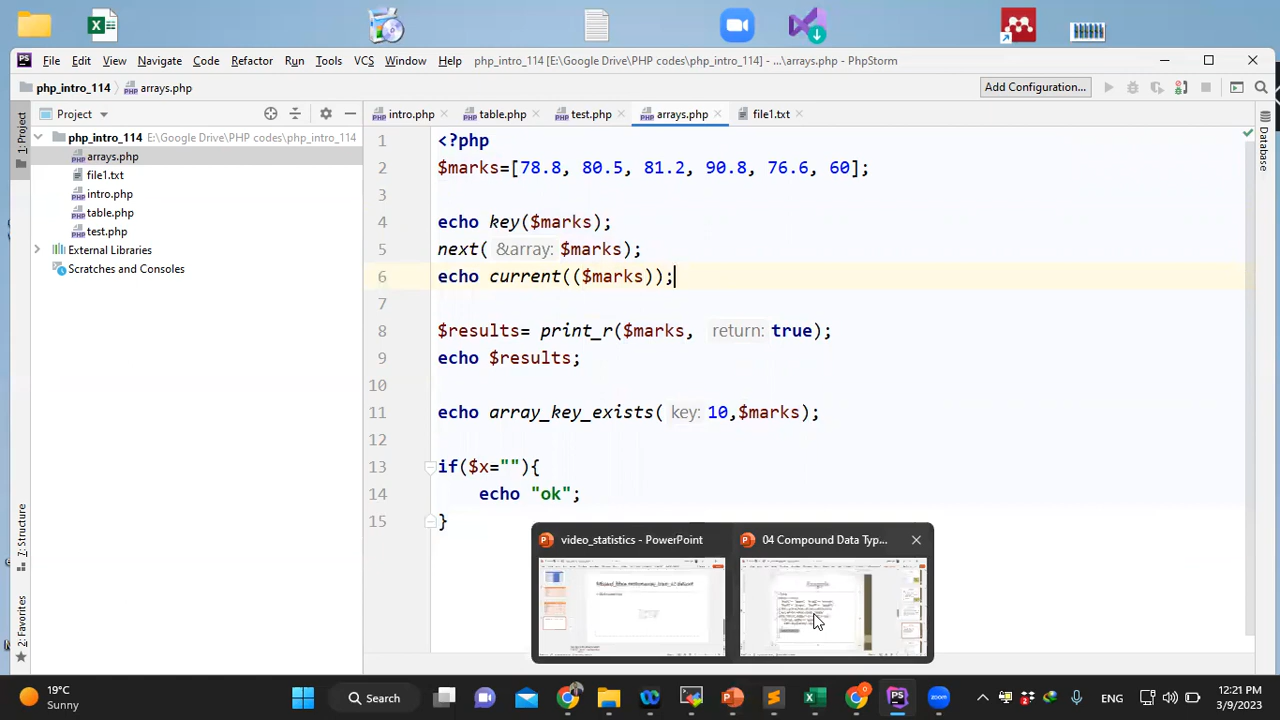 File Edit View Navigate Code Refactor Run Tools VCS Window Help php_intro_114 [E:\Google Drive\PHP codes\php_intro_114] - ...\arrays.php - PhpStorm
php_intro_114 arrays.php Add Configuration...
Project intro.php table.php test.php arrays.php file1.txt
php_intro_114 E:\Google Drive\PHP codes\php_intro_114
arrays.php
file1.txt
intro.php
table.php
test.php
External Libraries
Scratches and Consoles
1: Project
7: Structure
2: Favorites
Database
1 <?php
2 $marks=[78.8, 80.5, 81.2, 90.8, 76.6, 60];
3
4 echo key($marks);
5 next( &array: $marks);
6 echo current(($marks));
7
8 $results= print_r($marks, return: true);
9 echo $results;
10
11 echo array_key_exists( key: 10,$marks);
12
13 if($x=""){
14 echo "ok";
15 }
video_statistics - PowerPoint 04 Compound Data Typ...
Example
19°C
Sunny
Search
ENG
12:21 PM
3/9/2023